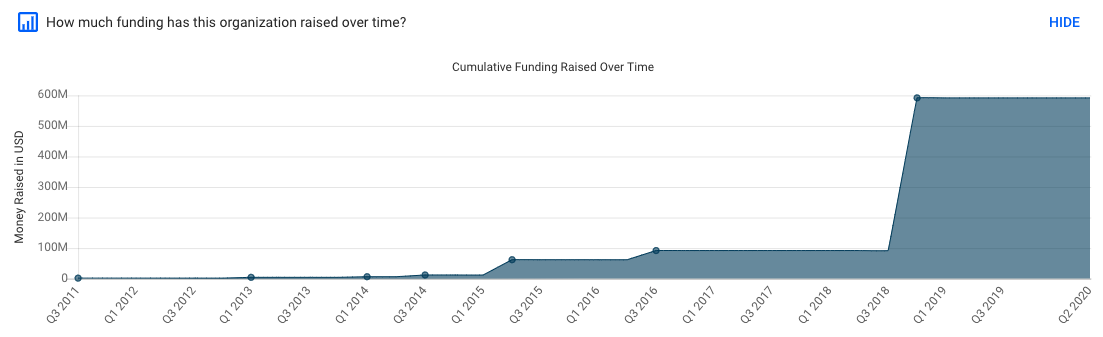 How much funding has this organization raised over time?
HIDE
Cumulative Funding Raised Over Time
Money Raised in USD
600M
500M
400M
300M
200M
100M
0
Q3 2011
Q1 2012
Q3 2012
Q1 2013
Q3 2013
Q1 2014
Q3 2014
Q1 2015
Q3 2015
Q1 2016
Q3 2016
Q1 2017
Q3 2017
Q1 2018
Q3 2018
Q1 2019
Q3 2019
Q2 2020